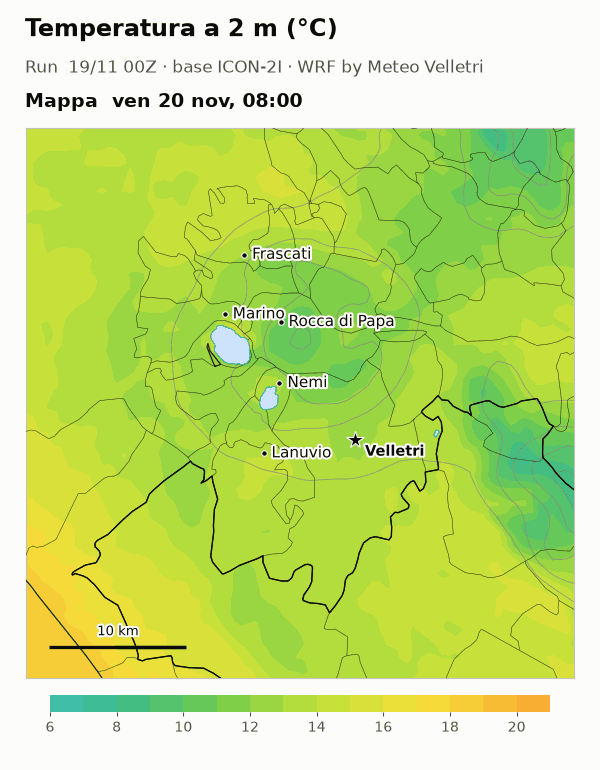 Temperatura a 2 m (°C)
Run  19/11 00Z · base ICON-2I · WRF by Meteo Velletri
Mappa  ven 20 nov, 08:00
Frascati
Marino
Rocca di Papa
Nemi
Velletri
Lanuvio
10 km
6 8 10 12 14 16 18 20